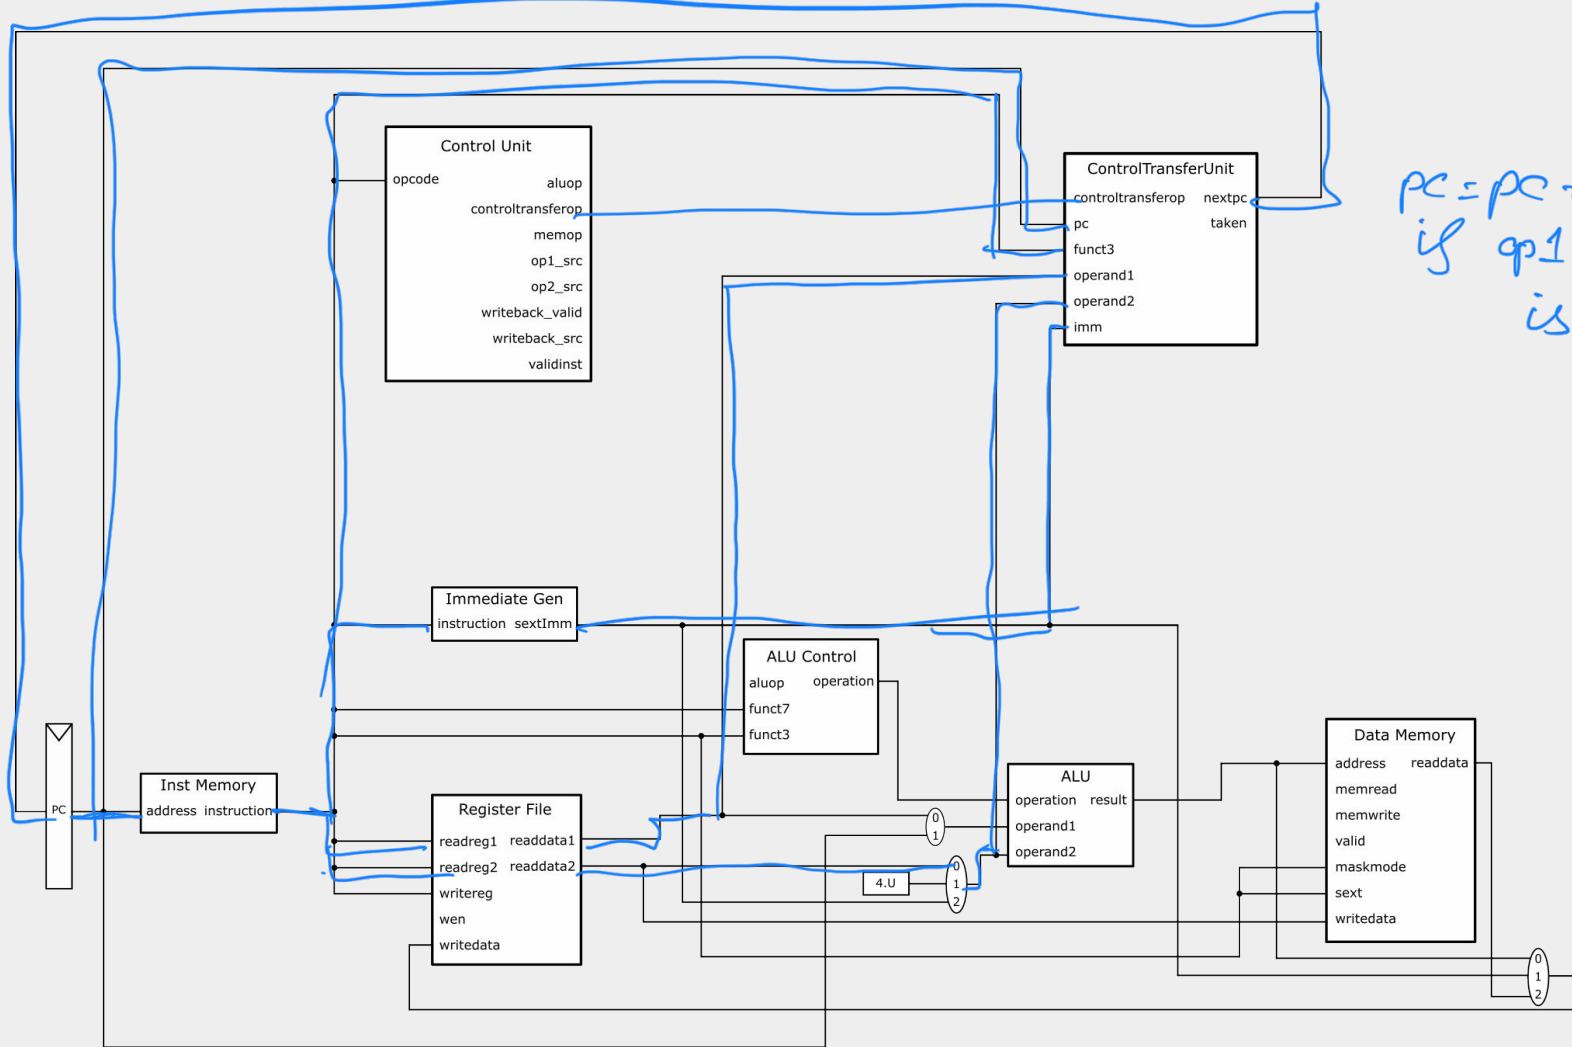 Control Unit
opcode
aluop
controltransferop
memop
op1_src
op2_src
writeback_valid
writeback_src
validinst
ControlTransferUnit
controltransferop nextpc
pc taken
funct3
operand1
operand2
imm
pc = pc
if op1
is
Immediate Gen
instruction sextImm
ALU Control
aluop operation
funct7
funct3
PC
Inst Memory
address instruction
Register File
readreg1 readdata1
readreg2 readdata2
writereg
wen
writedata
0
1
4.U
0
1
2
ALU
operation result
operand1
operand2
Data Memory
address readdata
memread
memwrite
valid
maskmode
sext
writedata
0
1
2